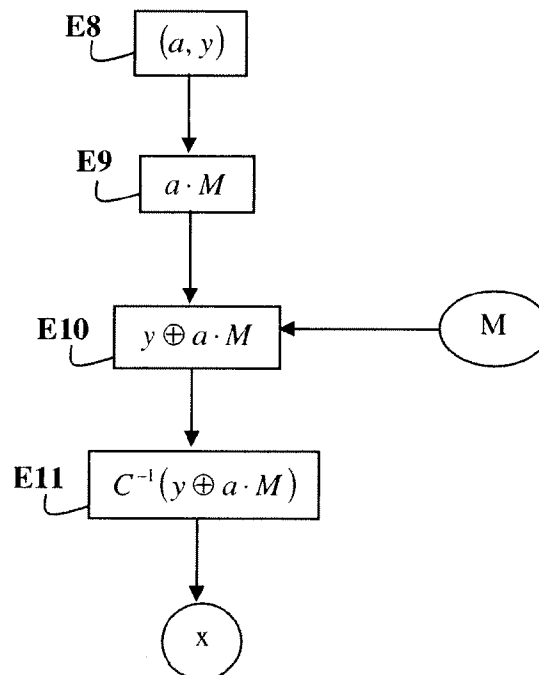 E8 (a, y)
E9 a · M
E10 y ⊕ a · M M
E11 C⁻¹(y ⊕ a · M)
x